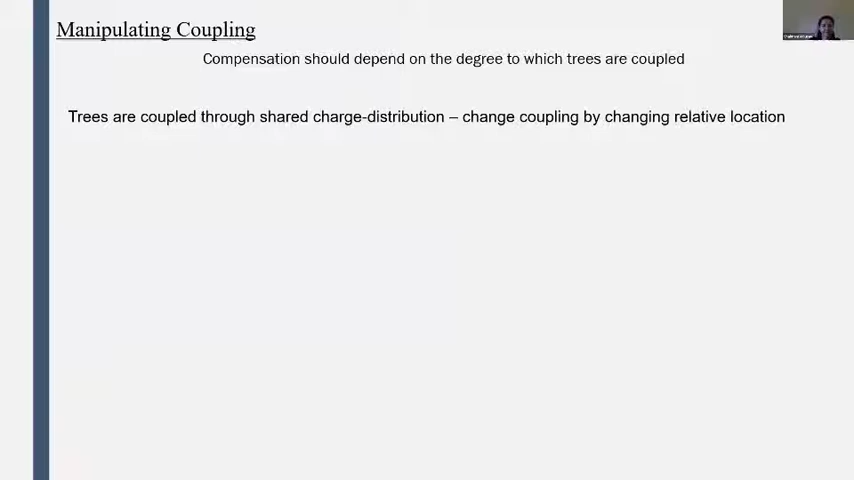 Manipulating Coupling
Compensation should depend on the degree to which trees are coupled
Trees are coupled through shared charge-distribution – change coupling by changing relative location